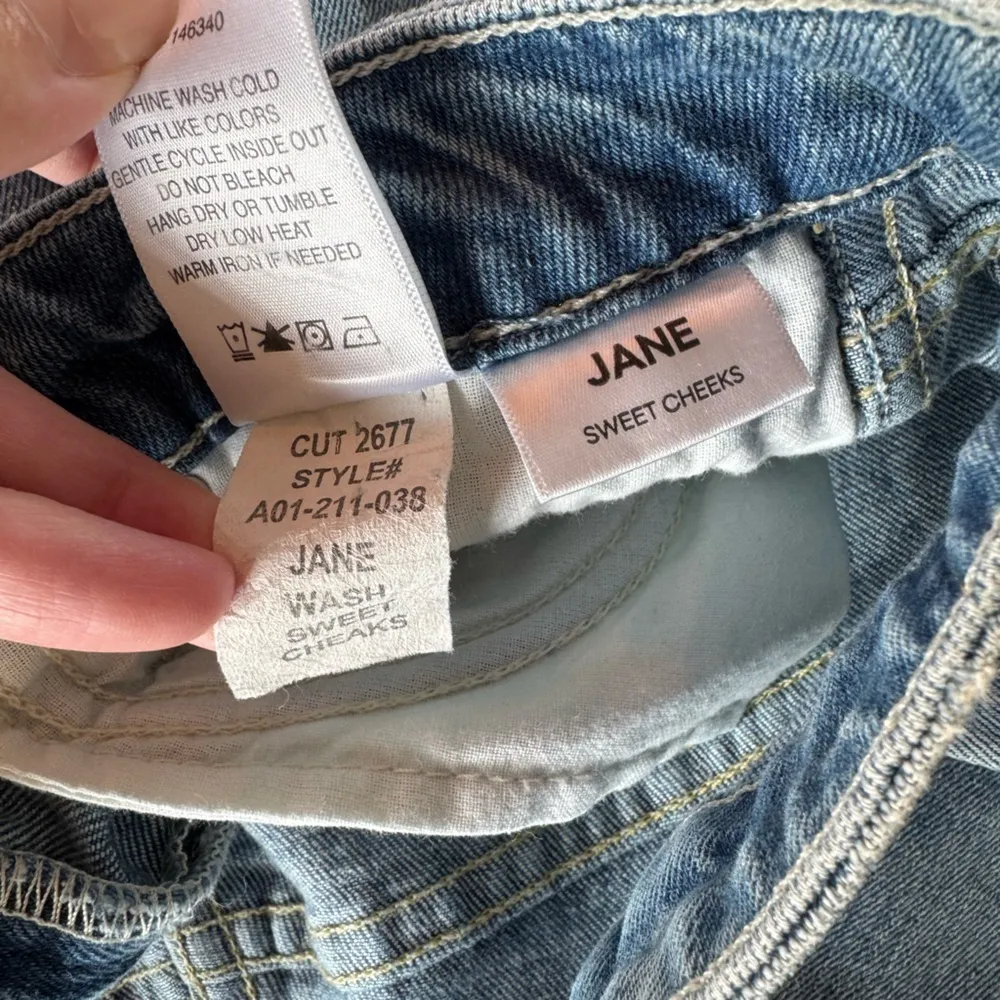 146340
MACHINE WASH COLD
WITH LIKE COLORS
GENTLE CYCLE INSIDE OUT
DO NOT BLEACH
HANG DRY OR TUMBLE
DRY LOW HEAT
WARM IRON IF NEEDED
JANE
SWEET CHEEKS
CUT 2677
STYLE#
A01-211-038
JANE
WASH
SWEET
CHEAKS